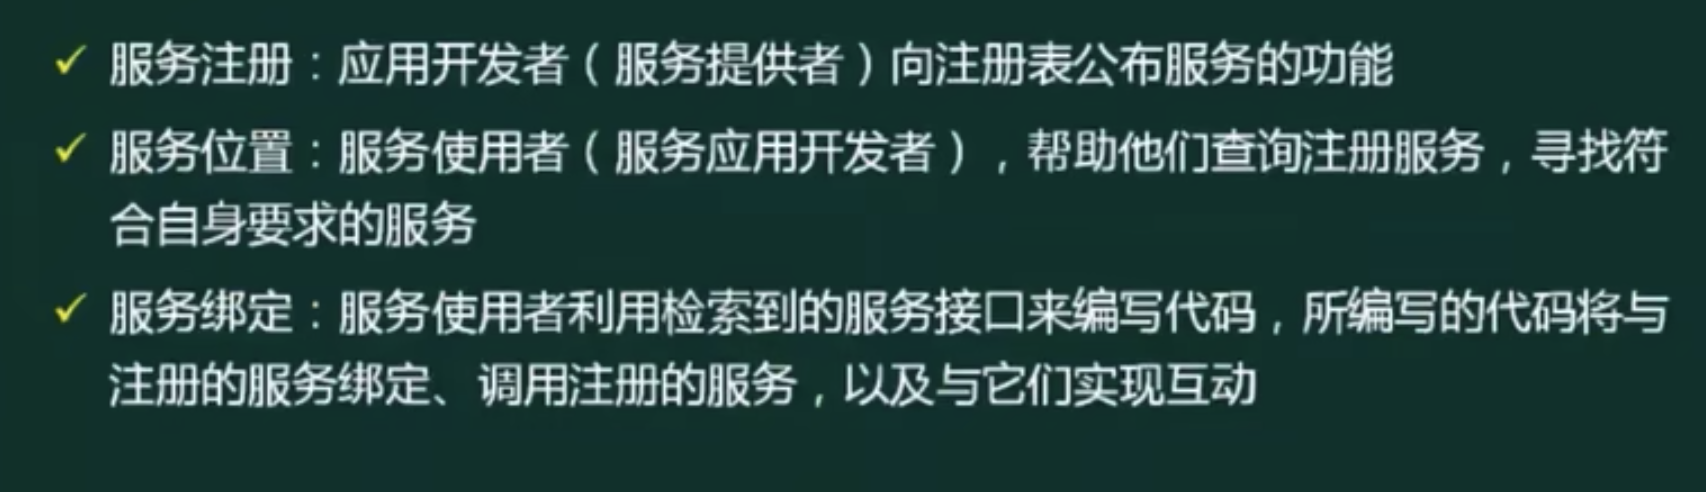 ✓ 服务注册：应用开发者（服务提供者）向注册表公布服务的功能
✓ 服务位置：服务使用者（服务应用开发者），帮助他们查询注册服务，寻找符
合自身要求的服务
✓ 服务绑定：服务使用者利用检索到的服务接口来编写代码，所编写的代码将与
注册的服务绑定、调用注册的服务，以及与它们实现互动